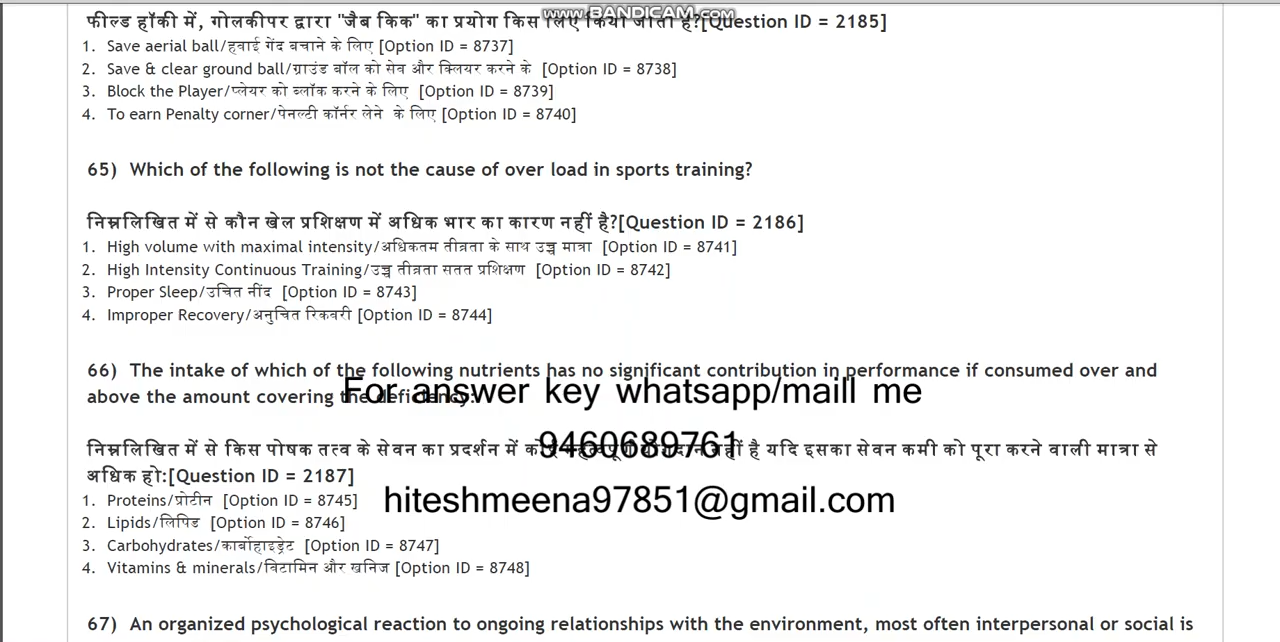 www.BANDICAM.com
फील्ड हॉकी में, गोलकीपर द्वारा "जैब किक" का प्रयोग किस लिए किया जाता है?[Question ID = 2185]
1. Save aerial ball/हवाई गेंद बचाने के लिए [Option ID = 8737]
2. Save & clear ground ball/ग्राउंड बॉल को सेव और क्लियर करने के [Option ID = 8738]
3. Block the Player/प्लेयर को ब्लॉक करने के लिए [Option ID = 8739]
4. To earn Penalty corner/पेनल्टी कॉर्नर लेने के लिए [Option ID = 8740]
65) Which of the following is not the cause of over load in sports training?
निम्नलिखित में से कौन खेल प्रशिक्षण में अधिक भार का कारण नहीं है?[Question ID = 2186]
1. High volume with maximal intensity/अधिकतम तीव्रता के साथ उच्च मात्रा [Option ID = 8741]
2. High Intensity Continuous Training/उच्च तीव्रता सतत प्रशिक्षण [Option ID = 8742]
3. Proper Sleep/उचित नींद [Option ID = 8743]
4. Improper Recovery/अनुचित रिकवरी [Option ID = 8744]
66) The intake of which of the following nutrients has no significant contribution in performance if consumed over and
above the amount covering the deficiency:
For answer key whatsapp/maill me
9460689761
hiteshmeena97851@gmail.com
निम्नलिखित में से किस पोषक तत्व के सेवन का प्रदर्शन में नहीं है यदि इसका सेवन कमी को पूरा करने वाली मात्रा से
अधिक हो:[Question ID = 2187]
1. Proteins/प्रोटीन [Option ID = 8745]
2. Lipids/लिपिड [Option ID = 8746]
3. Carbohydrates/कार्बोहाइड्रेट [Option ID = 8747]
4. Vitamins & minerals/विटामिन और खनिज [Option ID = 8748]
67) An organized psychological reaction to ongoing relationships with the environment, most often interpersonal or social is